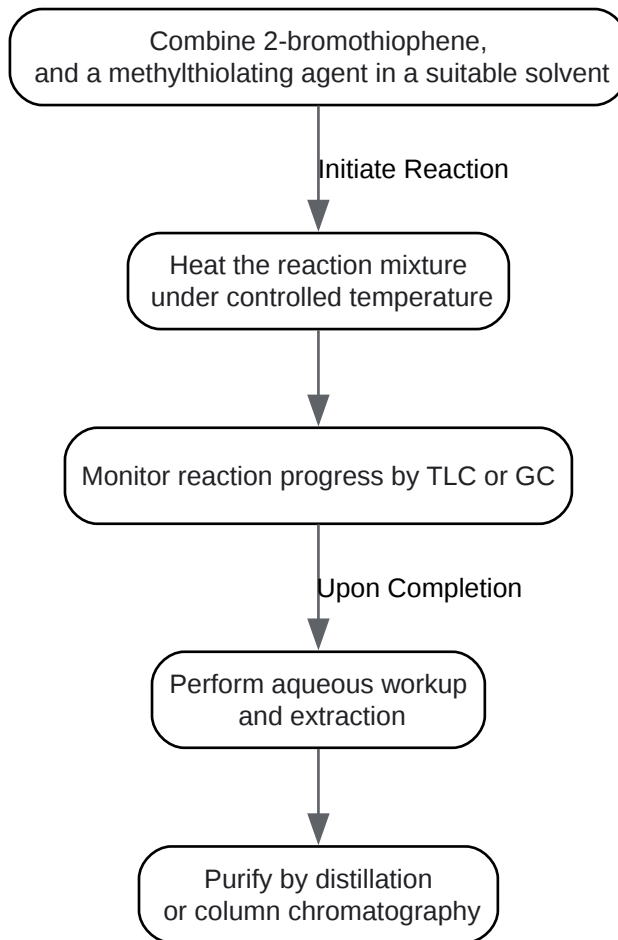 Combine 2-bromothiophene,
and a methylthiolating agent in a suitable solvent
Initiate Reaction
Heat the reaction mixture
under controlled temperature
Monitor reaction progress by TLC or GC
Upon Completion
Perform aqueous workup
and extraction
Purify by distillation
or column chromatography